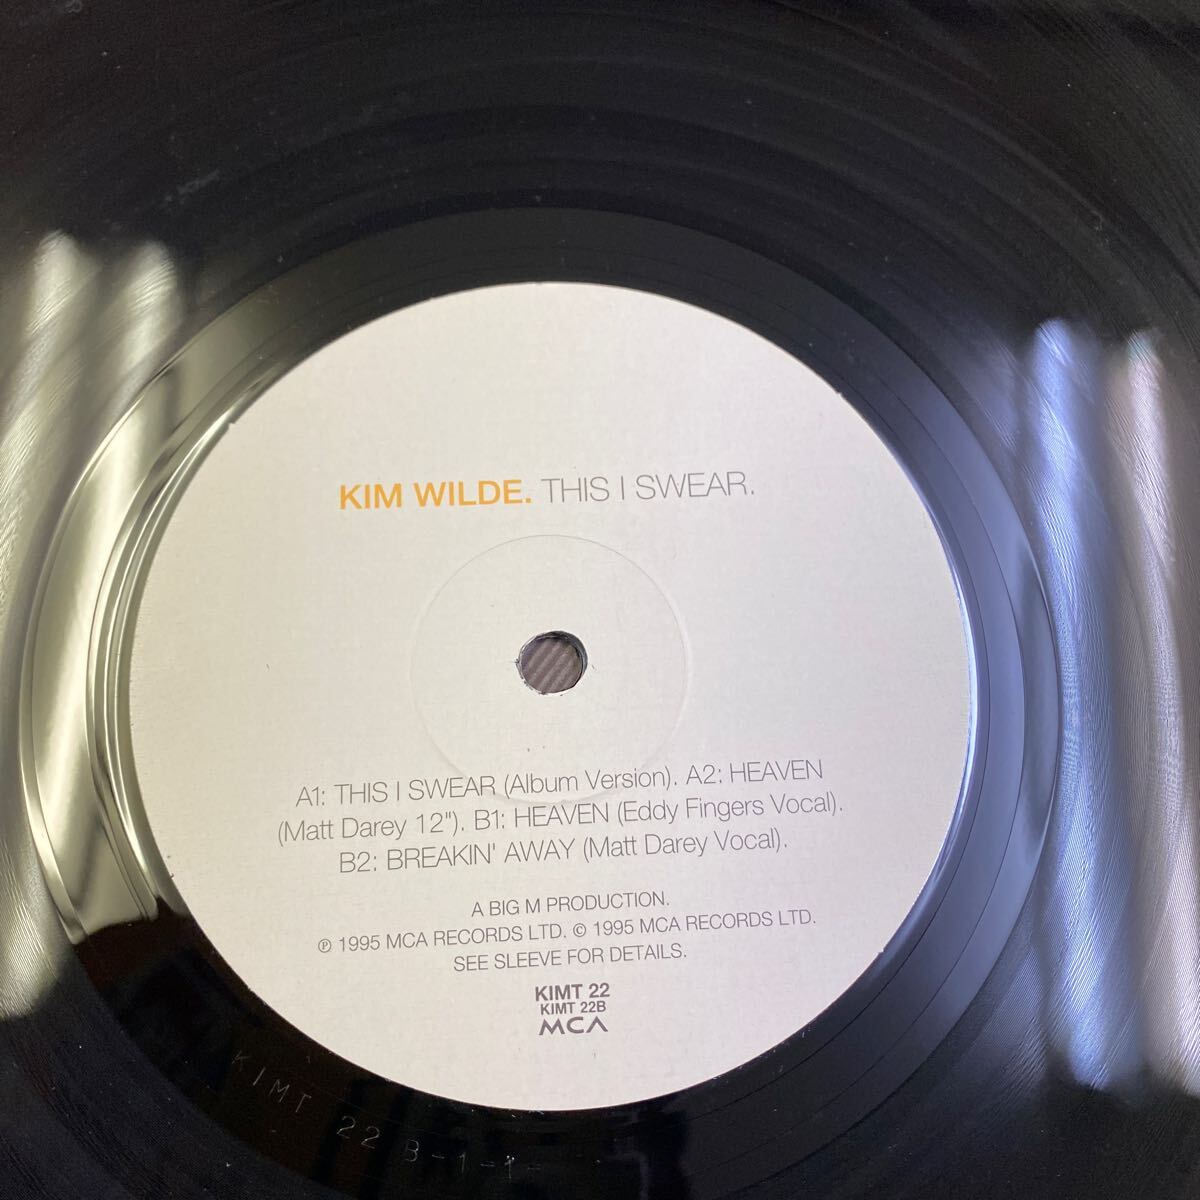 KIM WILDE. THIS I SWEAR.
A1: THIS I SWEAR (Album Version). A2: HEAVEN
(Matt Darey 12"). B1: HEAVEN (Eddy Fingers Vocal).
B2: BREAKIN' AWAY (Matt Darey Vocal).
A BIG M PRODUCTION.
℗ 1995 MCA RECORDS LTD. © 1995 MCA RECORDS LTD.
SEE SLEEVE FOR DETAILS.
KIMT 22
KIMT 22B
MCA
KIMT 22 B-1-1-